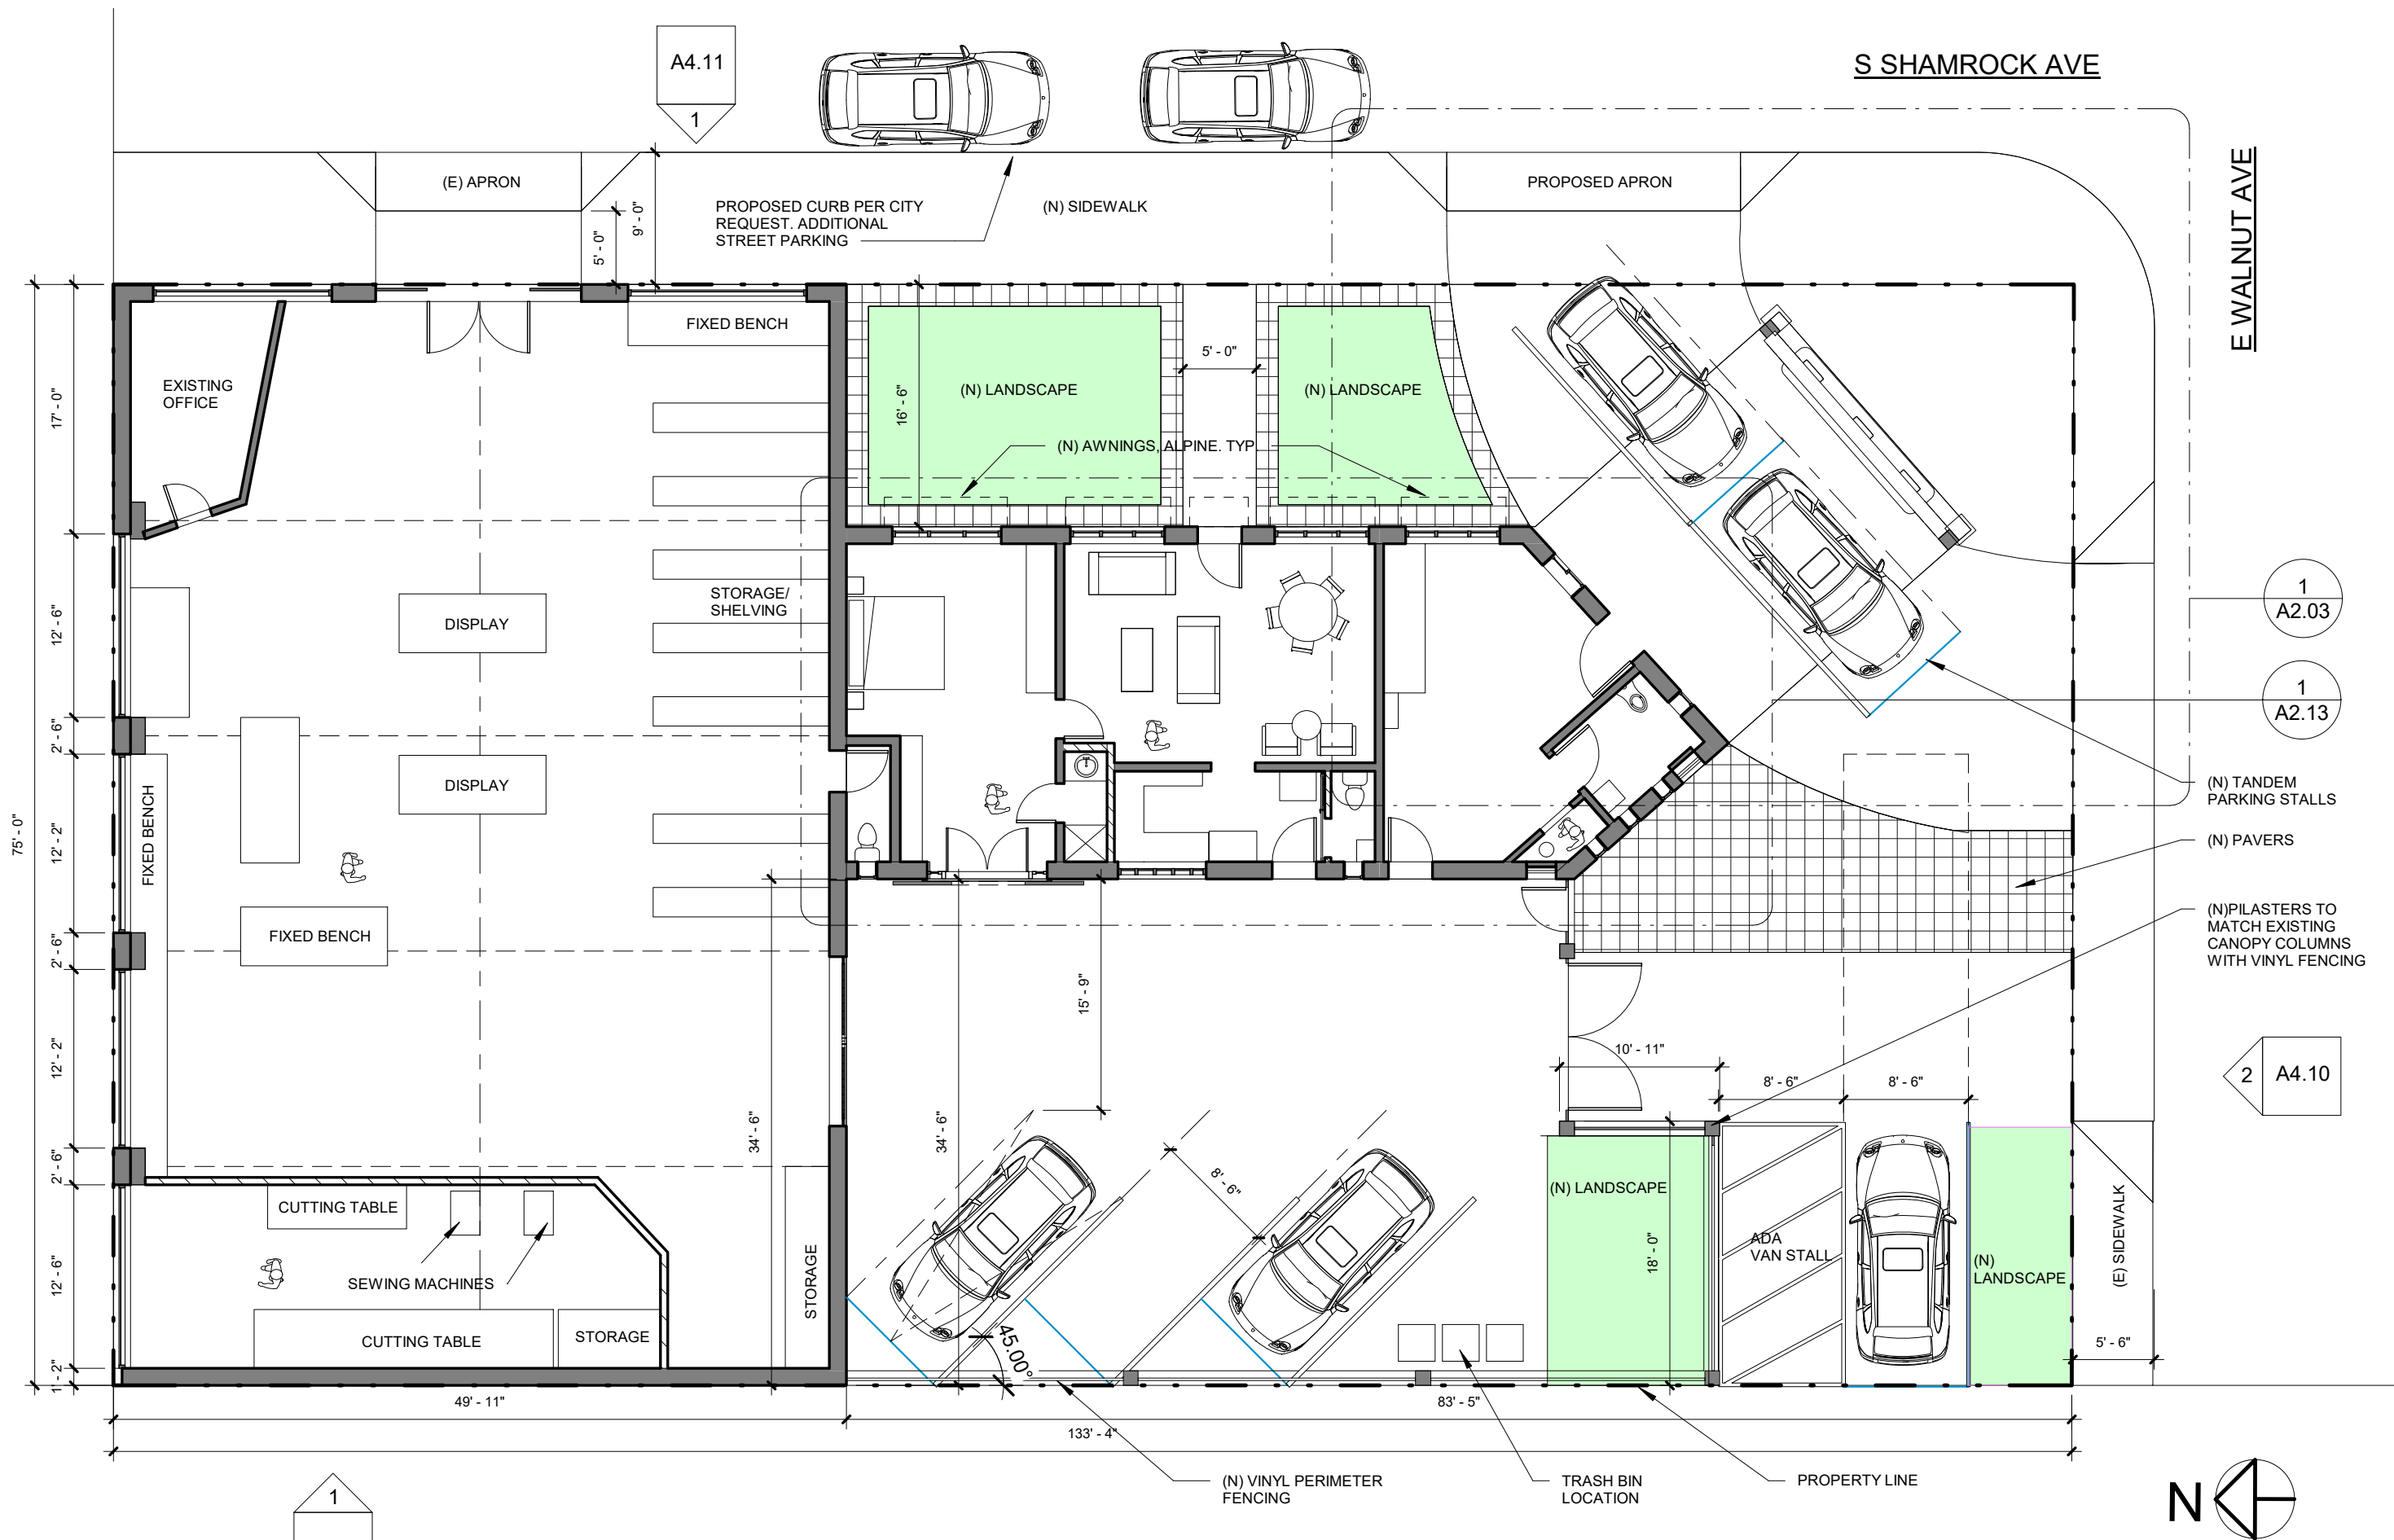 S SHAMROCK AVE
E WALNUT AVE
A4.11
1
(E) APRON
PROPOSED APRON
PROPOSED CURB PER CITY
REQUEST. ADDITIONAL
STREET PARKING
(N) SIDEWALK
5' - 0"
9' - 0"
FIXED BENCH
EXISTING
OFFICE
5' - 0"
16' - 6"
(N) LANDSCAPE
(N) LANDSCAPE
(N) AWNINGS, ALPINE. TYP.
17' - 0"
12' - 6"
2' - 6"
12' - 2"
2' - 6"
12' - 2"
2' - 6"
12' - 6"
1' - 2"
75' - 0"
STORAGE/
SHELVING
DISPLAY
DISPLAY
FIXED BENCH
FIXED BENCH
1
A2.03
1
A2.13
(N) TANDEM
PARKING STALLS
(N) PAVERS
(N)PILASTERS TO
MATCH EXISTING
CANOPY COLUMNS
WITH VINYL FENCING
2
A4.10
15' - 9"
34' - 6"
34' - 6"
10' - 11"
8' - 6"
8' - 6"
8' - 6"
18' - 0"
(N) LANDSCAPE
ADA
VAN STALL
(N)
LANDSCAPE
(E) SIDEWALK
5' - 6"
CUTTING TABLE
SEWING MACHINES
CUTTING TABLE
STORAGE
STORAGE
45.00°
49' - 11"
83' - 5"
133' - 4"
1
(N) VINYL PERIMETER
FENCING
TRASH BIN
LOCATION
PROPERTY LINE
N